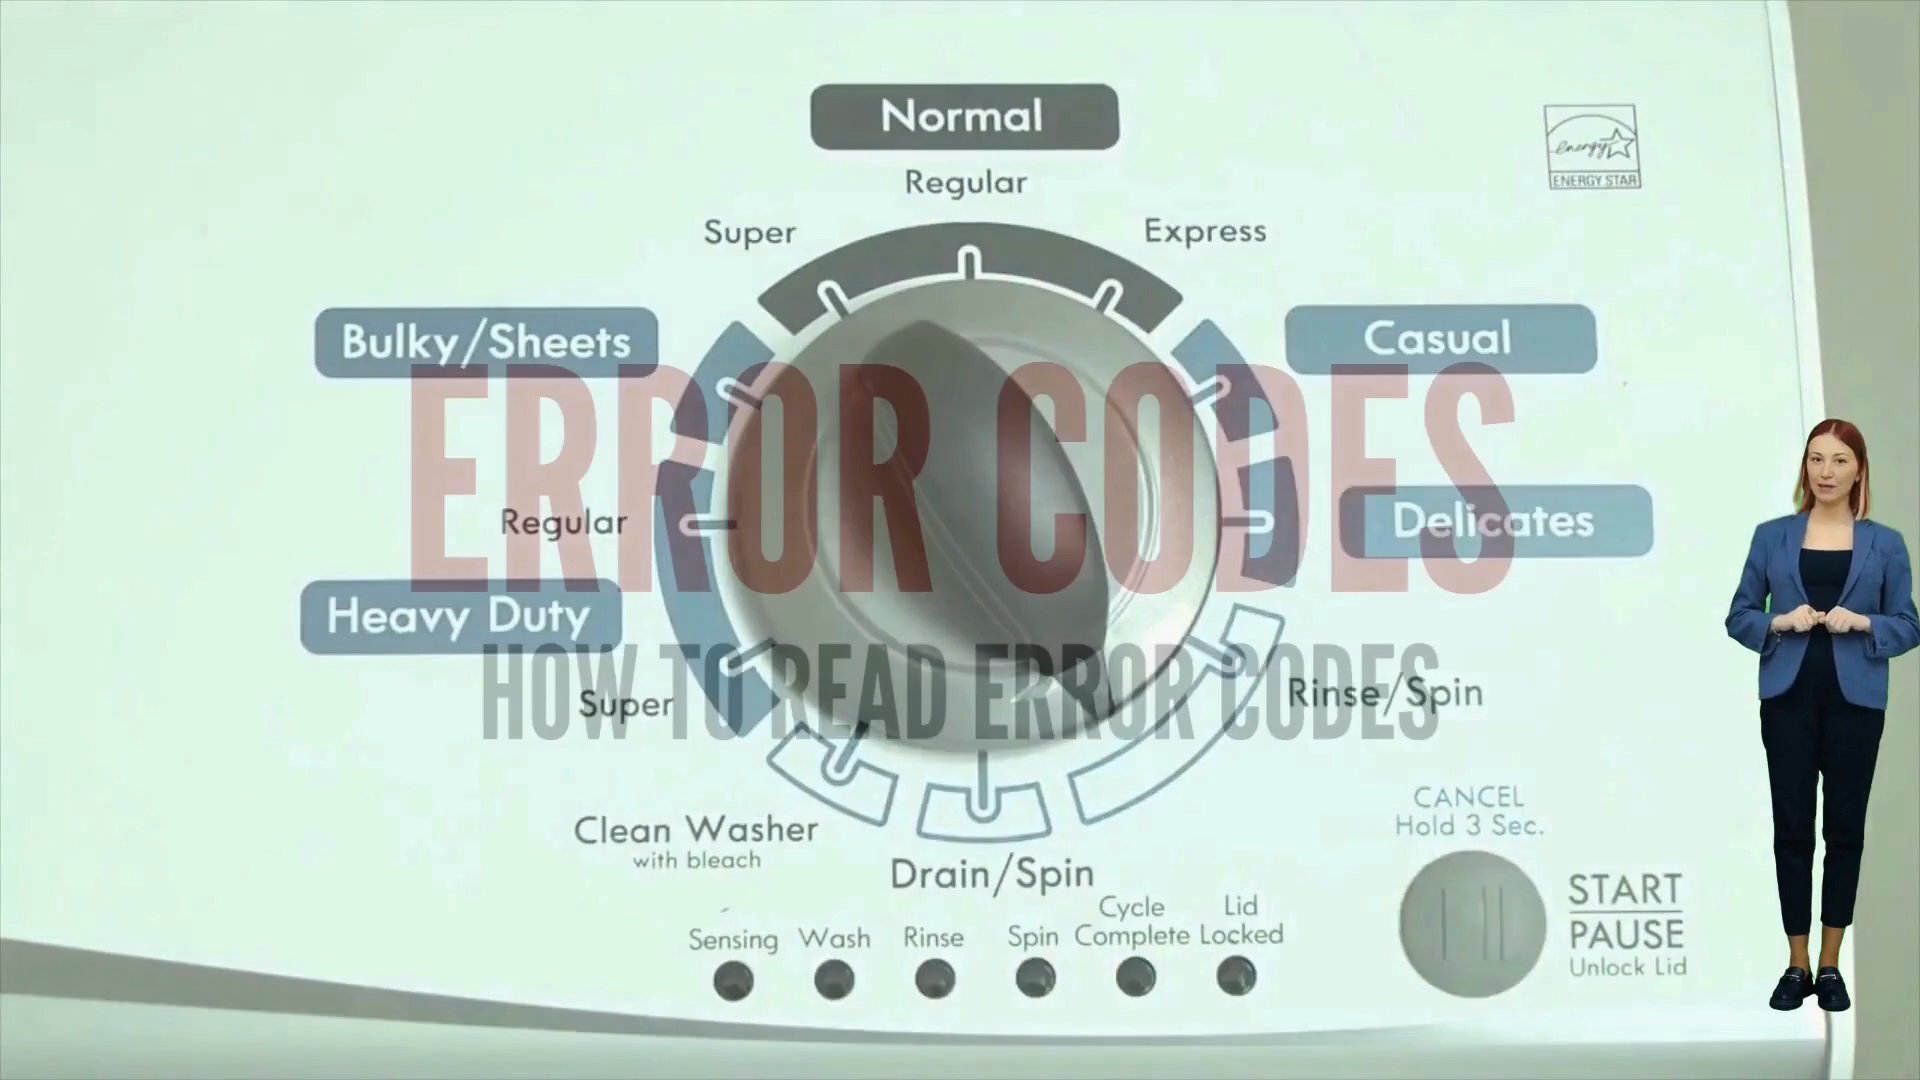 Normal
Regular
Super
Express
energy
ENERGY STAR
Bulky/Sheets
Casual
ERROR CODES
Regular
Delicates
Heavy Duty
HOW TO READ ERROR CODES
Super
Rinse/Spin
CANCEL
Hold 3 Sec.
Clean Washer
with bleach
Drain/Spin
START
PAUSE
Unlock Lid
Sensing
Wash
Rinse
Spin
Cycle
Complete
Lid
Locked